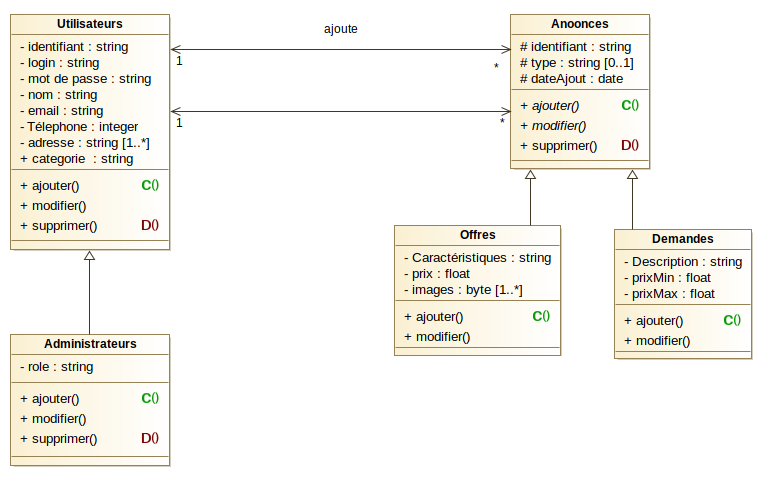 Utilisateurs
- identifiant : string
- login : string
- mot de passe : string
- nom : string
- email : string
- Télephone : integer
- adresse : string [1..*]
+ categorie : string
+ ajouter() C()
+ modifier()
+ supprimer() D()
ajoute
1
*
1
*
Anoonces
# identifiant : string
# type : string [0..1]
# dateAjout : date
+ ajouter() C()
+ modifier()
+ supprimer() D()
Offres
- Caractéristiques : string
- prix : float
- images : byte [1..*]
+ ajouter() C()
+ modifier()
Demandes
- Description : string
- prixMin : float
- prixMax : float
+ ajouter() C()
+ modifier()
Administrateurs
- role : string
+ ajouter() C()
+ modifier()
+ supprimer() D()